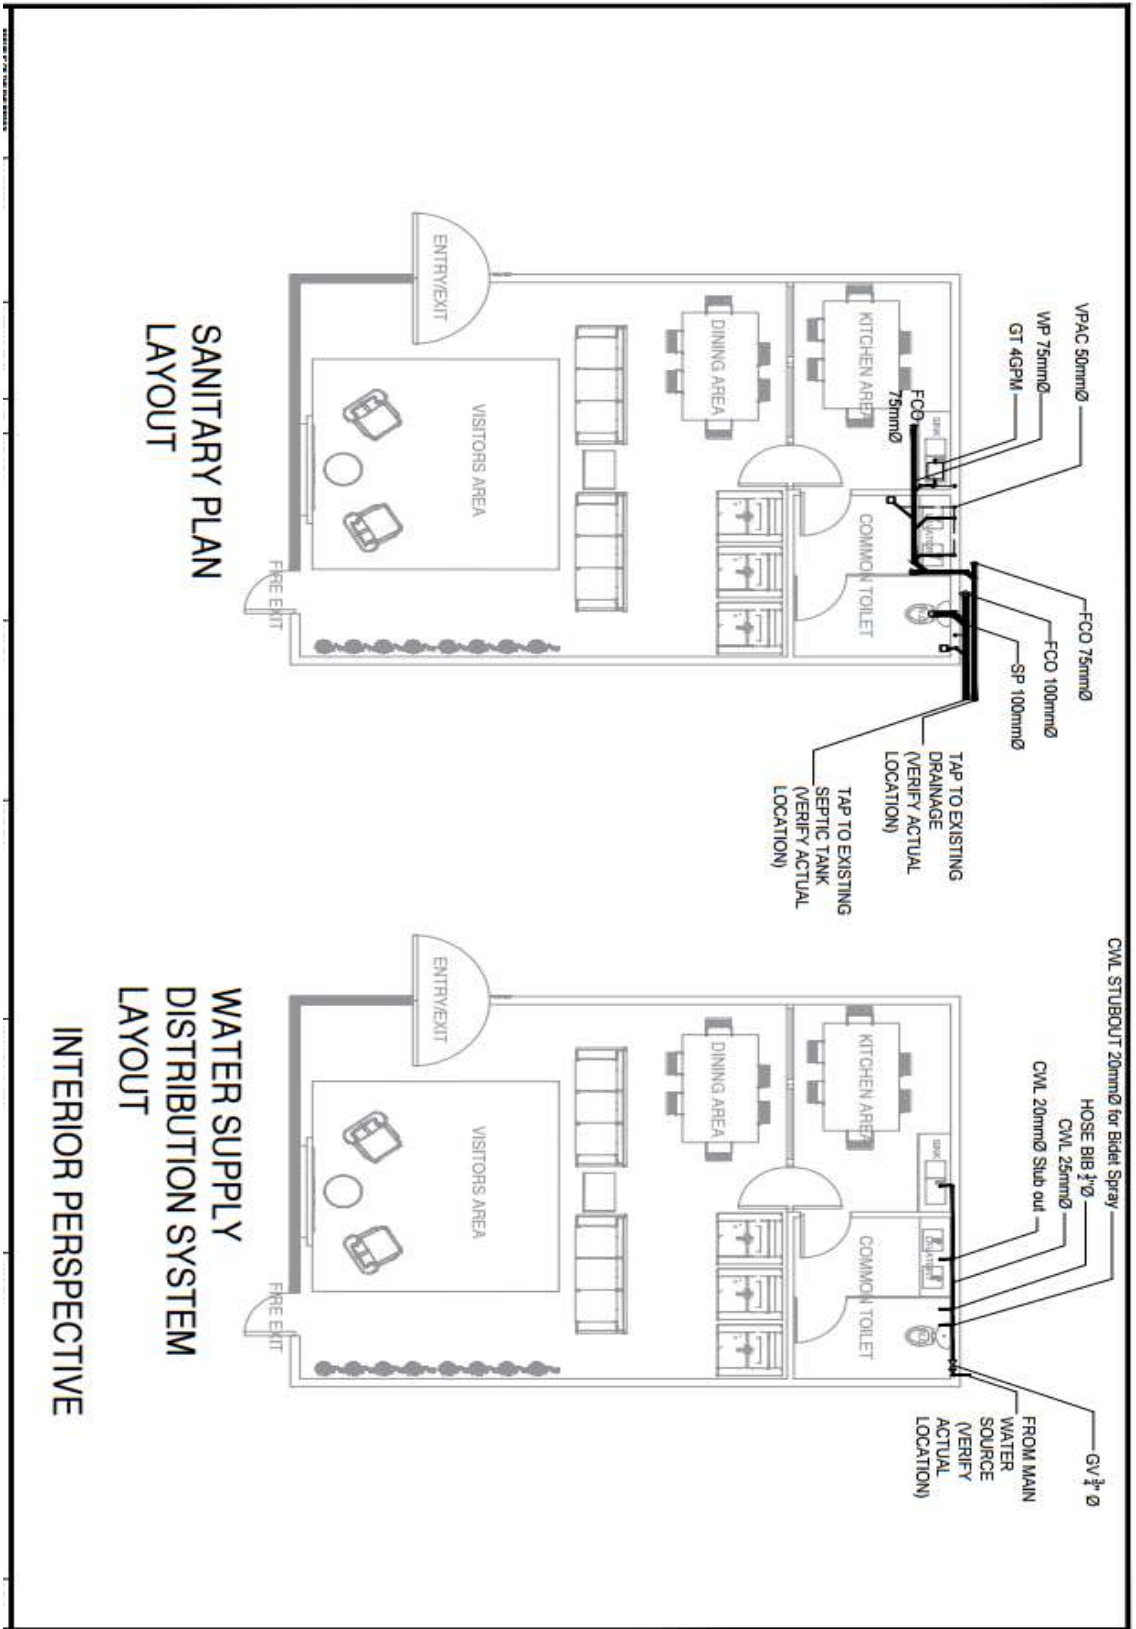 VPAC 50mmØ
WP 75mmØ
GT 4GPM
FCO
75mmØ
FCO 75mmØ
FCO 100mmØ
SP 100mmØ
TAP TO EXISTING
DRAINAGE
(VERIFY ACTUAL
LOCATION)
TAP TO EXISTING
SEPTIC TANK
(VERIFY ACTUAL
LOCATION)
SINK
KITCHEN AREA
COMMON TOILET
DINING AREA
VISITORS AREA
ENTRY/EXIT
FIRE EXIT
SANITARY PLAN
LAYOUT
CWL STUBOUT 20mmØ for Bidet Spray
HOSE BIB ½"Ø
CWL 25mmØ
CWL 20mmØ Stub out
GV ¾" Ø
FROM MAIN
WATER
SOURCE
(VERIFY
ACTUAL
LOCATION)
SINK
KITCHEN AREA
COMMON TOILET
DINING AREA
VISITORS AREA
ENTRY/EXIT
FIRE EXIT
WATER SUPPLY
DISTRIBUTION SYSTEM
LAYOUT
INTERIOR PERSPECTIVE